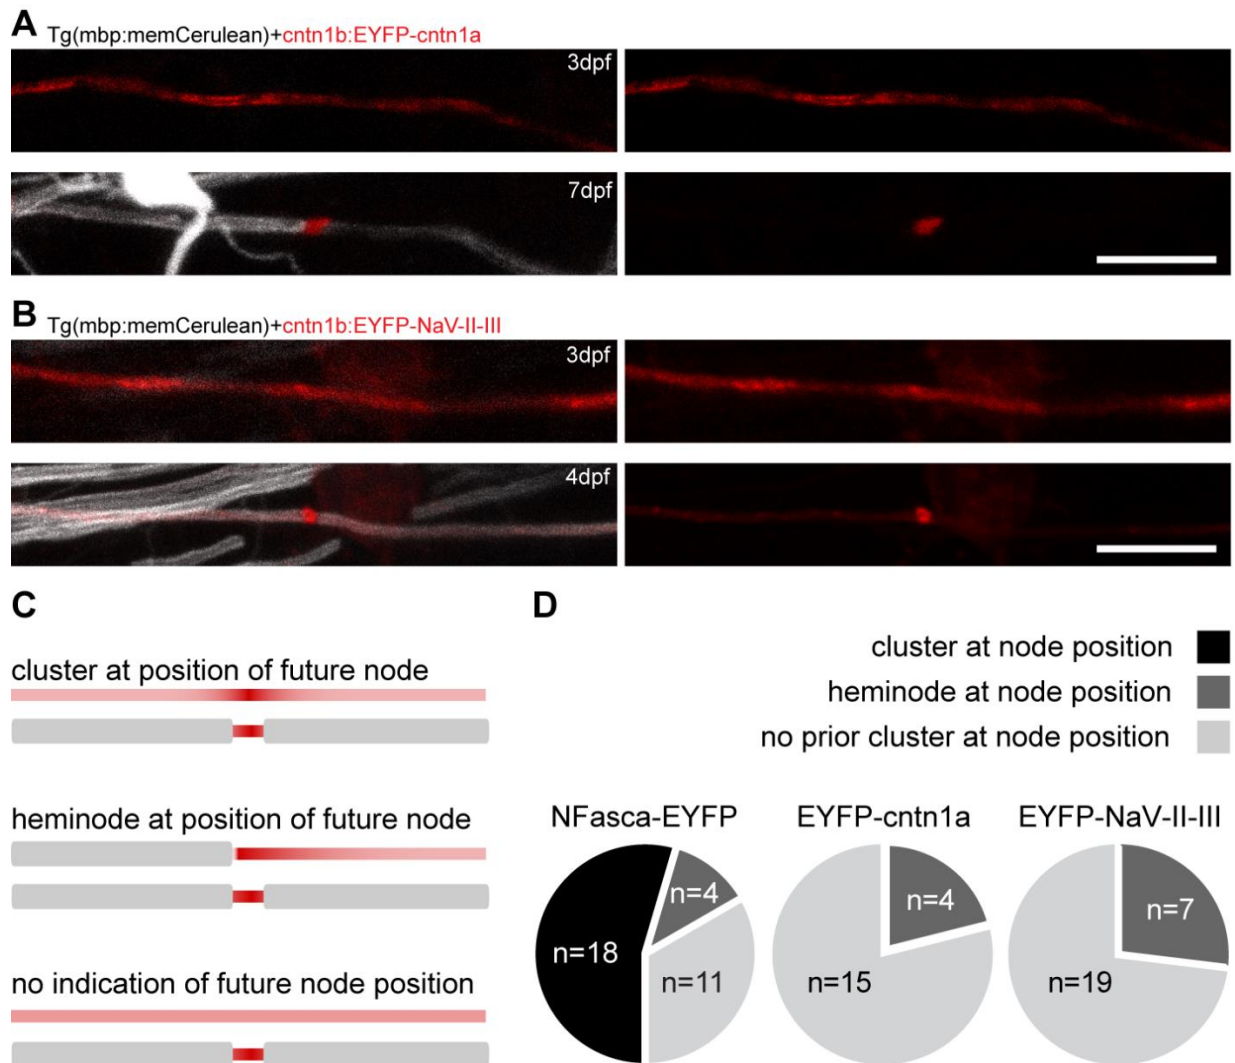 A
Tg(mbp:memCerulean)+cntn1b:EYFP-cntn1a
3dpf
7dpf
B
Tg(mbp:memCerulean)+cntn1b:EYFP-NaV-II-III
3dpf
4dpf
C
cluster at position of future node
heminode at position of future node
no indication of future node position
D
cluster at node position
heminode at node position
no prior cluster at node position
NFasca-EYFP
EYFP-cntn1a
EYFP-NaV-II-III
n=4
n=18
n=11
n=4
n=15
n=7
n=19